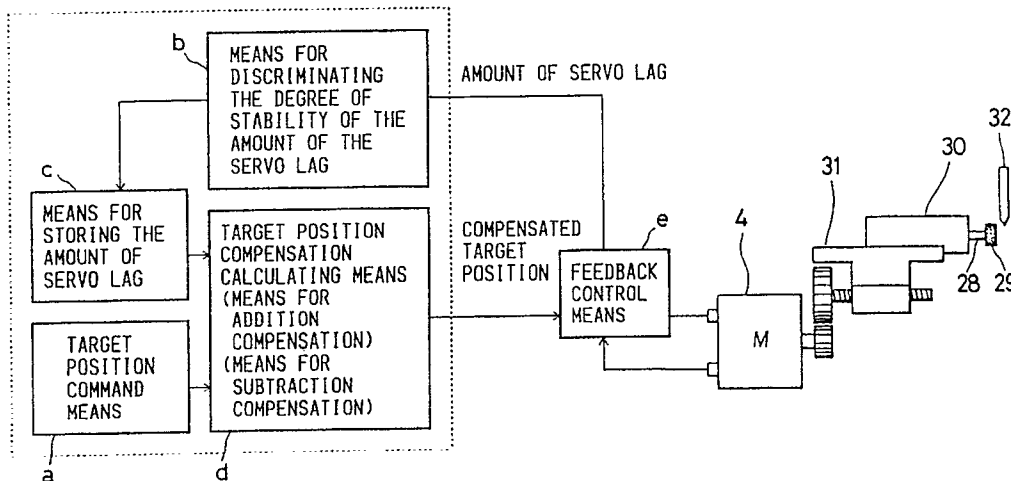 b
MEANS FOR
DISCRIMINATING
THE DEGREE OF
STABILITY OF THE
AMOUNT OF THE
SERVO LAG
AMOUNT OF SERVO LAG
c
MEANS FOR
STORING THE
AMOUNT OF
SERVO LAG
TARGET POSITION
COMPENSATION
CALCULATING MEANS
(MEANS FOR
ADDITION
COMPENSATION)
(MEANS FOR
SUBTRACTION
COMPENSATION)
d
TARGET
POSITION
COMMAND
MEANS
a
COMPENSATED
TARGET
POSITION
e
FEEDBACK
CONTROL
MEANS
4
M
31
30
32
28
29